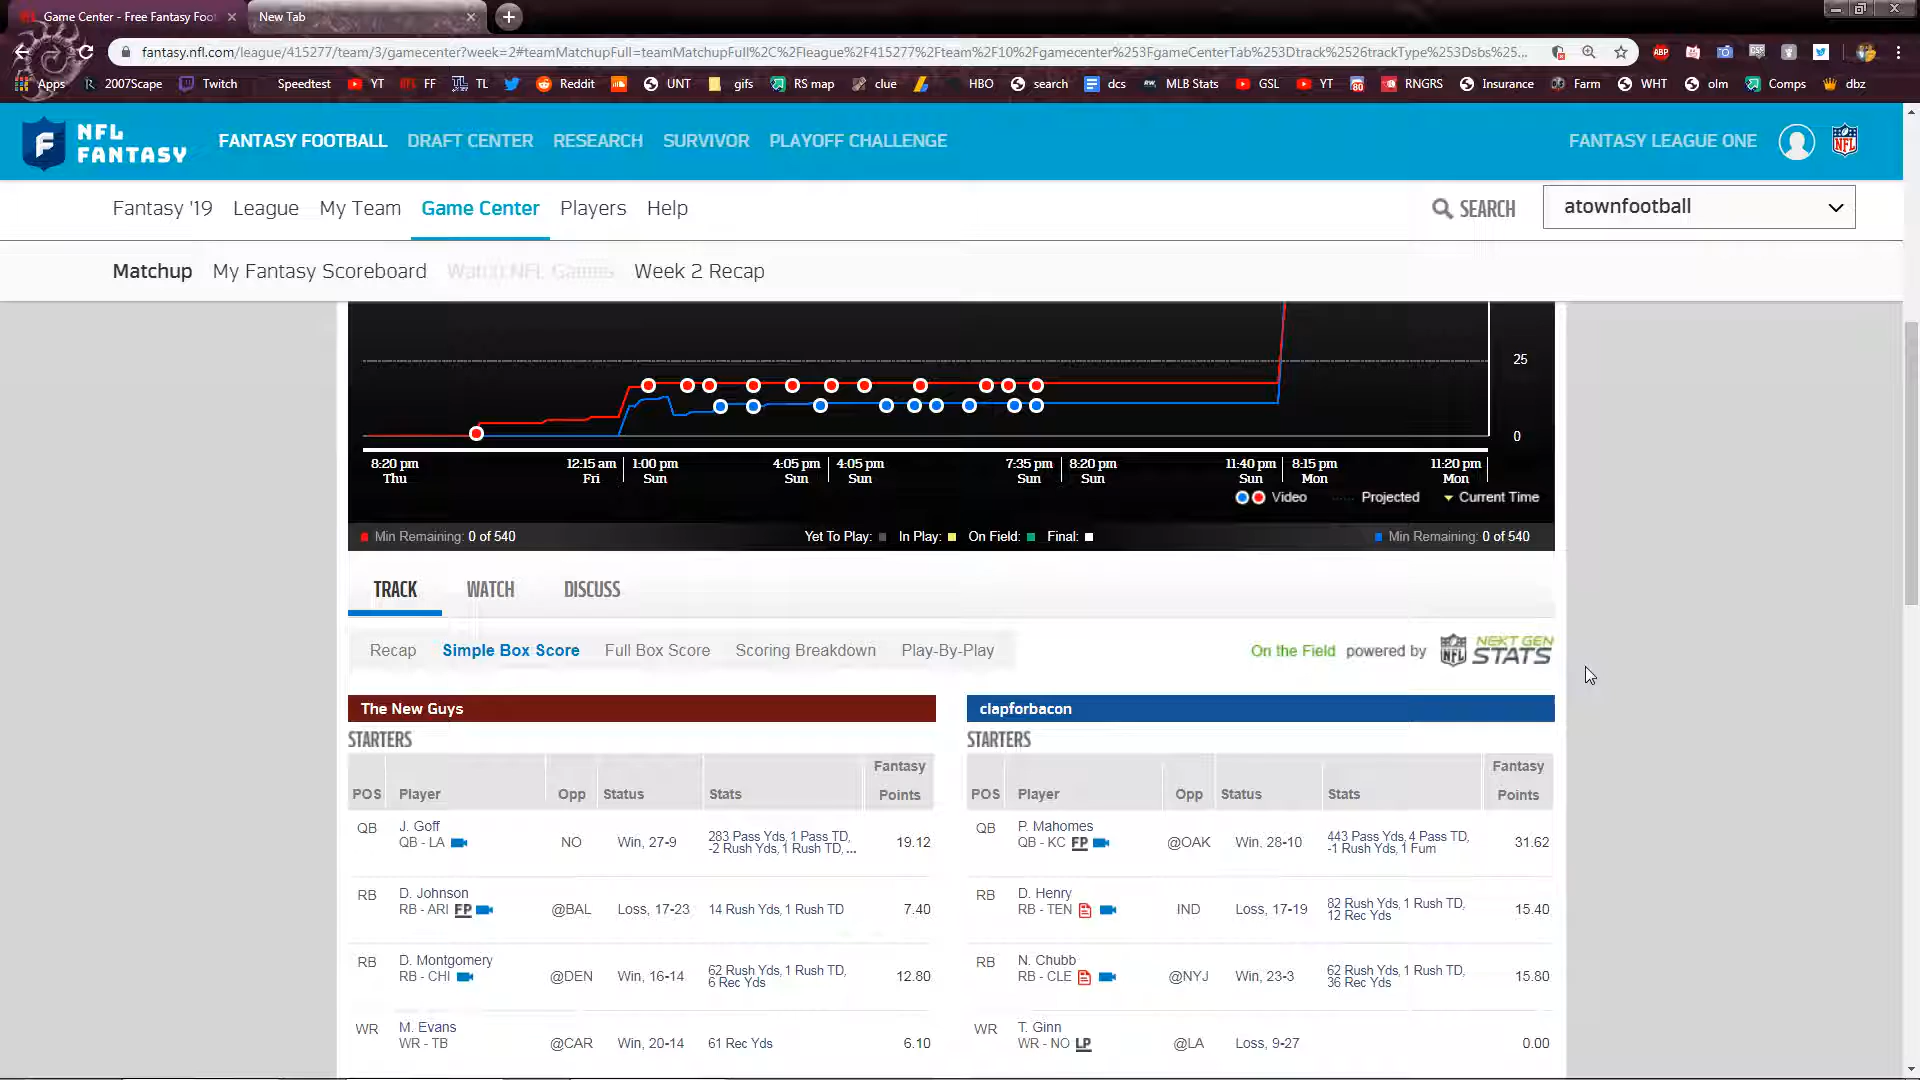 Game Center - Free Fantasy Foot
New Tab
fantasy.nfl.com/league/415277/team/3/gamecenter?week=2#teamMatchupFull=teamMatchupFull%2C%2Fleague%2F415277%2Fteam%2F10%2Fgamecenter%253FgameCenterTab%253Dtrack%2526trackType%253Dsbs%25...
Apps 2007Scape Twitch Speedtest YT FF TL Reddit UNT gifs RS map clue HBO search dcs MLB Stats GSL YT RNGRS Insurance Farm WHT olm Comps dbz
NFL FANTASY
FANTASY FOOTBALL DRAFT CENTER RESEARCH SURVIVOR PLAYOFF CHALLENGE FANTASY LEAGUE ONE
Fantasy '19 League My Team Game Center Players Help SEARCH atownfootball
Matchup My Fantasy Scoreboard Watch NFL Games Week 2 Recap
25
0
8:20 pm Thu 12:15 am Fri 1:00 pm Sun 4:05 pm Sun 4:05 pm Sun 7:35 pm Sun 8:20 pm Sun 11:40 pm Sun 8:15 pm Mon 11:20 pm Mon
Video Projected Current Time
Min Remaining: 0 of 540 Yet To Play: In Play: On Field: Final: Min Remaining: 0 of 540
TRACK WATCH DISCUSS
Recap Simple Box Score Full Box Score Scoring Breakdown Play-By-Play On the Field powered by NFL NEXT GEN STATS
The New Guys
STARTERS
POS Player Opp Status Stats Fantasy Points
QB J. Goff QB - LA NO Win, 27-9 283 Pass Yds, 1 Pass TD, -2 Rush Yds, 1 Rush TD, ... 19.12
RB D. Johnson RB - ARI FP @BAL Loss, 17-23 14 Rush Yds, 1 Rush TD 7.40
RB D. Montgomery RB - CHI @DEN Win, 16-14 62 Rush Yds, 1 Rush TD, 6 Rec Yds 12.80
WR M. Evans WR - TB @CAR Win, 20-14 61 Rec Yds 6.10
clapforbacon
STARTERS
POS Player Opp Status Stats Fantasy Points
QB P. Mahomes QB - KC FP @OAK Win, 28-10 443 Pass Yds, 4 Pass TD, -1 Rush Yds, 1 Fum 31.62
RB D. Henry RB - TEN IND Loss, 17-19 82 Rush Yds, 1 Rush TD, 12 Rec Yds 15.40
RB N. Chubb RB - CLE @NYJ Win, 23-3 62 Rush Yds, 1 Rush TD, 36 Rec Yds 15.80
WR T. Ginn WR - NO LP @LA Loss, 9-27 0.00